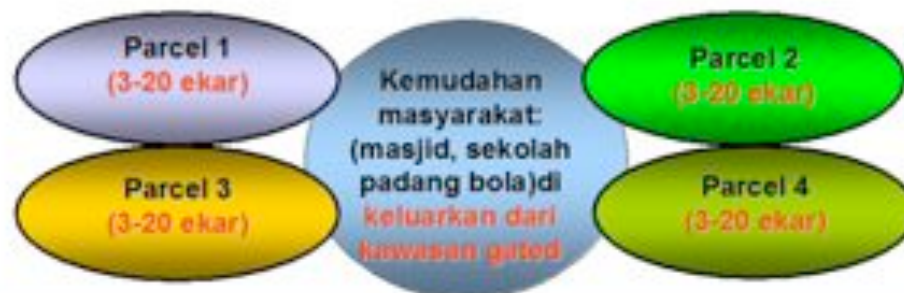 Parcel 1
(3-20 ekar)
Kemudahan
masyarakat:
(masjid, sekolah
padang bola)di
keluarkan dari
kawasan gated
Parcel 2
(3-20 ekar)
Parcel 3
(3-20 ekar)
Parcel 4
(3-20 ekar)